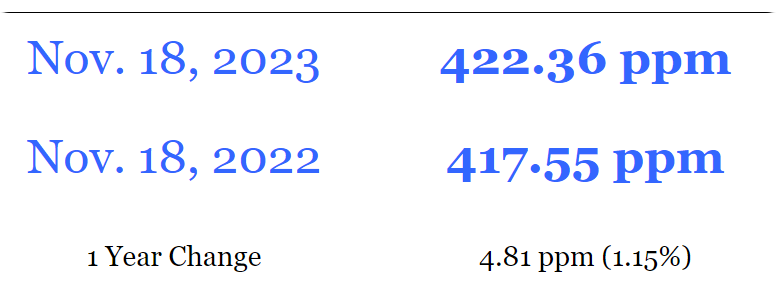 Nov. 18, 2023 422.36 ppm
Nov. 18, 2022 417.55 ppm
1 Year Change 4.81 ppm (1.15%)